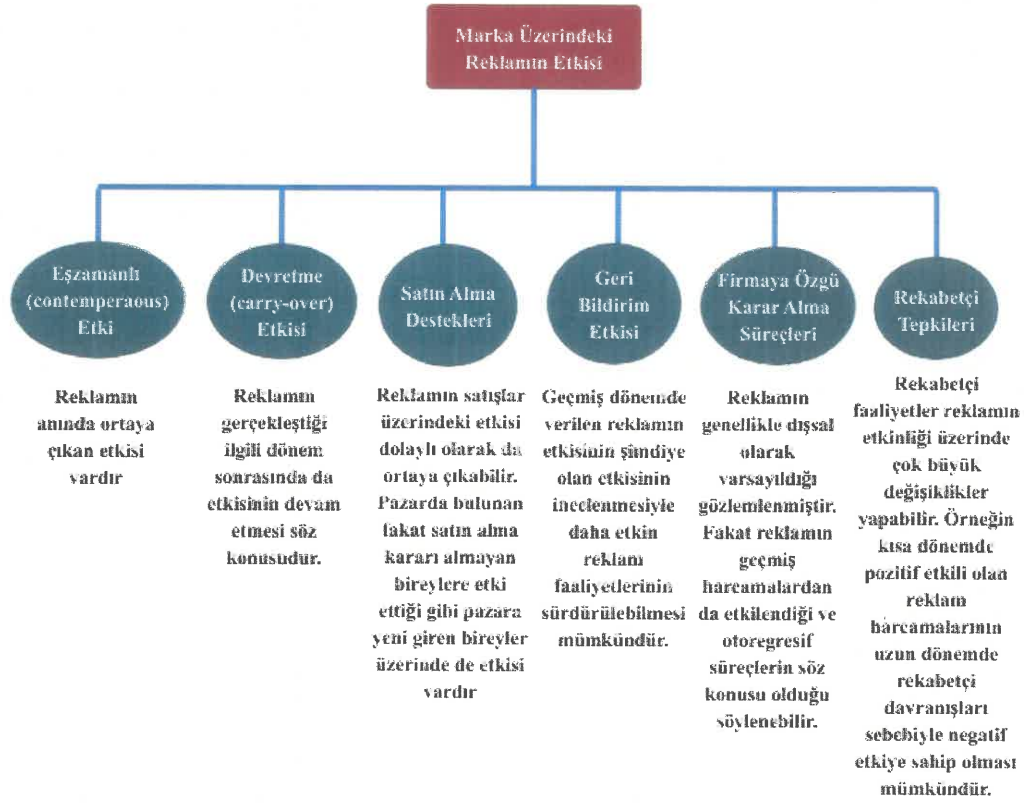 Marka Üzerindeki
Reklamın Etkisi
Eşzamanlı
(contemperaous)
Etki
Reklamın
anında ortaya
çıkan etkisi
vardır
Devretme
(carry-over)
Etkisi
Reklamın
gerçekleştiği
ilgili dönem
sonrasında da
etkisinin devam
etmesi söz
konusudur.
Satın Alma
Destekleri
Reklamın satışlar
üzerindeki etkisi
dolaylı olarak da
ortaya çıkabilir.
Pazarda bulunan
fakat satın alma
kararı almayan
bireylere etki
ettiği gibi pazara
yeni giren bireyler
üzerinde de etkisi
vardır
Geri
Bildirim
Etkisi
Geçmiş dönemde
verilen reklamın
etkisinin şimdiye
olan etkisinin
incelenmesiyle
daha etkin
reklam
faaliyetlerinin
sürdürülebilmesi
mümkündür.
Firmaya Özgü
Karar Alma
Süreçleri
Reklamın
genellikle dışsal
olarak
varsayıldığı
gözlemlenmiştir.
Fakat reklamın
geçmiş
harcamalardan
da etkilendiği ve
otoregresif
süreçlerin söz
konusu olduğu
söylenebilir.
Rekabetçi
Tepkileri
Rekabetçi
faaliyetler reklamın
etkinliği üzerinde
çok büyük
değişiklikler
yapabilir. Örneğin
kısa dönemde
pozitif etkili olan
reklam
harcamalarının
uzun dönemde
rekabetçi
davranışları
sebebiyle negatif
etkiye sahip olması
mümkündür.